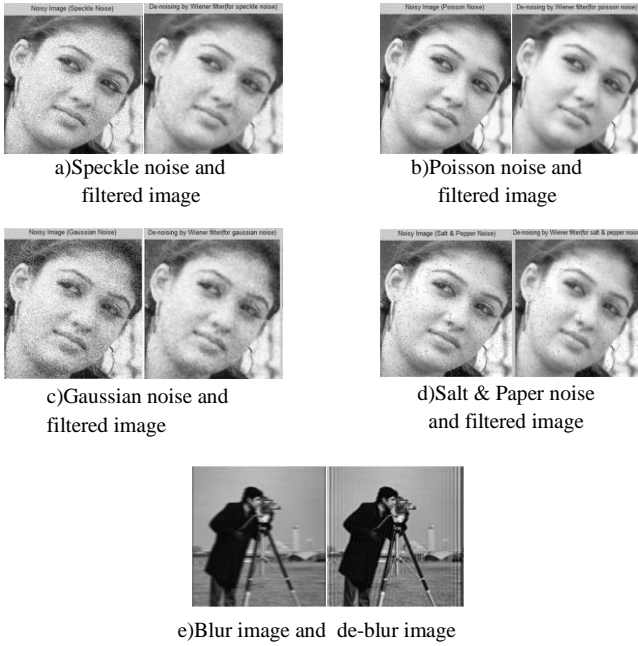 Noisy Image (Speckle Noise) De-noising by Wiener filter(for speckle noise)
Noisy Image (Poisson Noise) De-noising by Wiener filter(for poisson noise)
a)Speckle noise and
filtered image
b)Poisson noise and
filtered image
Noisy Image (Gaussian Noise) De-noising by Wiener filter(for gaussian noise)
Noisy Image (Salt & Pepper Noise) De-noising by Wiener filter(for salt & pepper noise)
c)Gaussian noise and
filtered image
d)Salt & Paper noise
and filtered image
e)Blur image and de-blur image